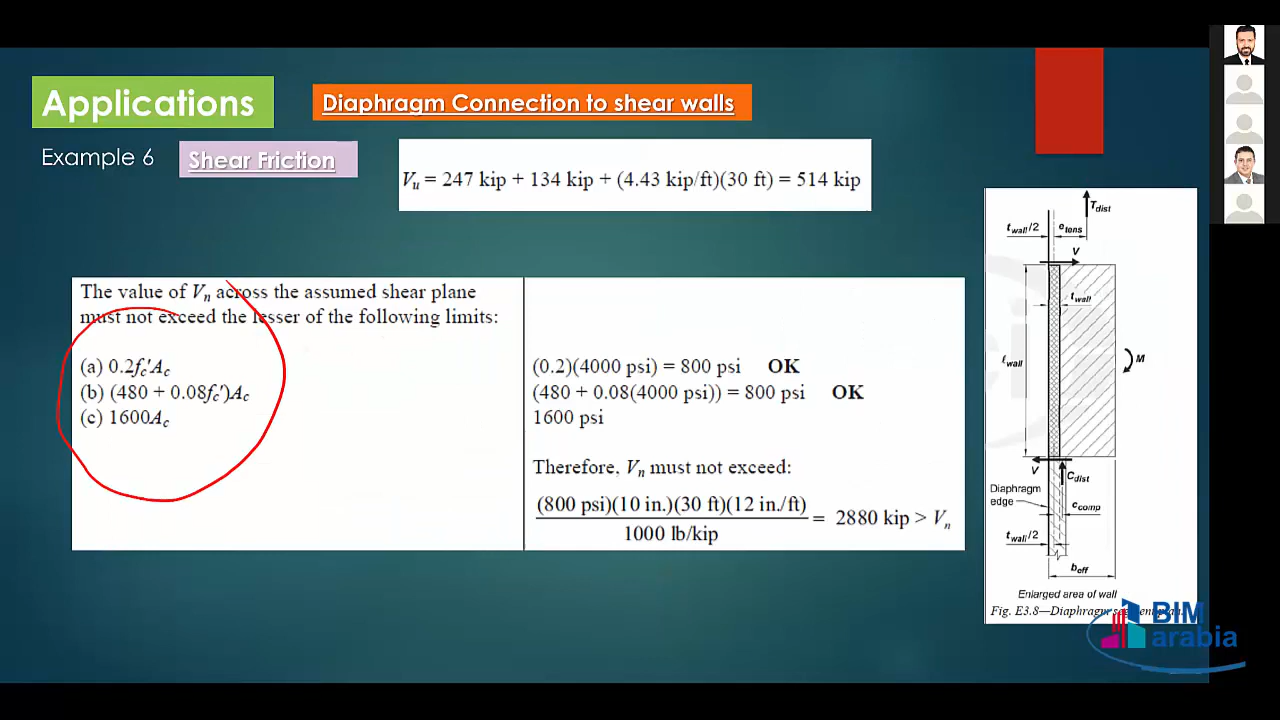 Applications
Diaphragm Connection to shear walls
Example 6
Shear Friction
Vu = 247 kip + 134 kip + (4.43 kip/ft)(30 ft) = 514 kip
The value of Vn across the assumed shear plane
must not exceed the lesser of the following limits:
(a) 0.2fc′Ac
(b) (480 + 0.08fc′)Ac
(c) 1600Ac
(0.2)(4000 psi) = 800 psi OK
(480 + 0.08(4000 psi)) = 800 psi OK
1600 psi
Therefore, Vn must not exceed:
(800 psi)(10 in.)(30 ft)(12 in./ft)
1000 lb/kip
= 2880 kip > Vn
Tdist
twall/2
etens
V
twall
ℓwall
M
V
Cdist
Diaphragm
edge
ccomp
twall/2
beff
Enlarged area of wall
Fig. E3.8—Diaphragm
BIM
arabia